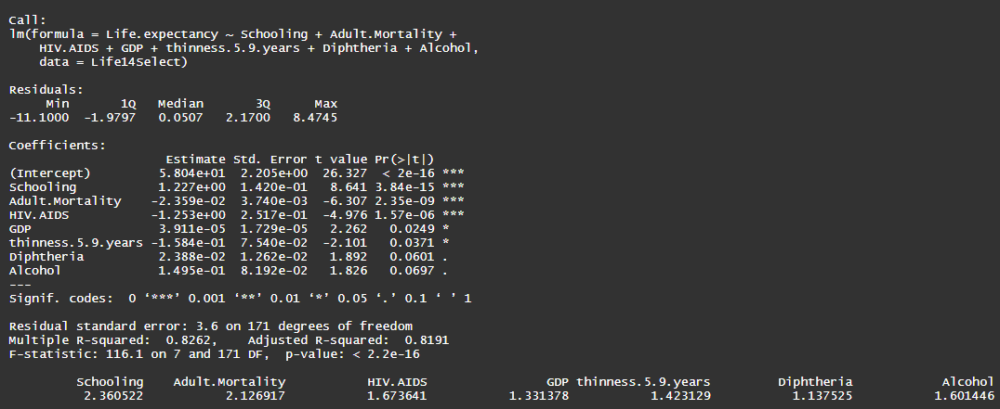 Call:
lm(formula = Life.expectancy ~ Schooling + Adult.Mortality +
    HIV.AIDS + GDP + thinness.5.9.years + Diphtheria + Alcohol,
    data = Life14Select)
Residuals:
     Min       1Q   Median       3Q      Max
-11.1000  -1.9797   0.0507   2.1700   8.4745
Coefficients:
                     Estimate Std. Error t value Pr(>|t|)
(Intercept)         5.804e+01  2.205e+00  26.327  < 2e-16 ***
Schooling           1.227e+00  1.420e-01   8.641 3.84e-15 ***
Adult.Mortality    -2.359e-02  3.740e-03  -6.307 2.35e-09 ***
HIV.AIDS           -1.253e+00  2.517e-01  -4.976 1.57e-06 ***
GDP                 3.911e-05  1.729e-05   2.262   0.0249 *
thinness.5.9.years -1.584e-01  7.540e-02  -2.101   0.0371 *
Diphtheria          2.388e-02  1.262e-02   1.892   0.0601 .
Alcohol             1.495e-01  8.192e-02   1.826   0.0697 .
---
Signif. codes:  0 ‘***’ 0.001 ‘**’ 0.01 ‘*’ 0.05 ‘.’ 0.1 ‘ ’ 1
Residual standard error: 3.6 on 171 degrees of freedom
Multiple R-squared:  0.8262,    Adjusted R-squared:  0.8191
F-statistic: 116.1 on 7 and 171 DF,  p-value: < 2.2e-16
         Schooling    Adult.Mortality           HIV.AIDS                GDP thinness.5.9.years         Diphtheria            Alcohol
          2.360522           2.126917           1.673641           1.331378           1.423129           1.137525           1.601446